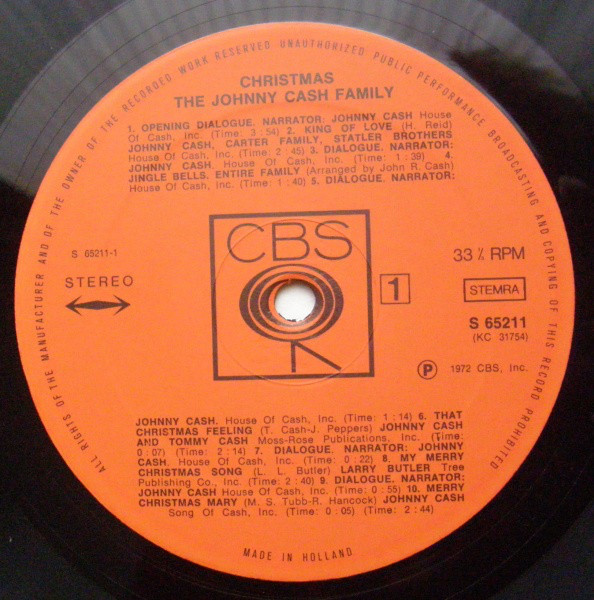 ALL RIGHTS OF THE MANUFACTURER AND OF THE OWNER OF THE RECORDED WORK RESERVED UNAUTHORIZED PUBLIC PERFORMANCE BROADCASTING AND COPYING OF THIS RECORD PROHIBITED
CHRISTMAS
THE JOHNNY CASH FAMILY
1. OPENING DIALOGUE. NARRATOR: JOHNNY CASH House
Of Cash, Inc. (Time: 3:54) 2. KING OF LOVE (H. Reid)
JOHNNY CASH, CARTER FAMILY, STATLER BROTHERS
House Of Cash, Inc. (Time: 2:45) 3. DIALOGUE. NARRATOR:
JOHNNY CASH. House Of Cash, Inc. (Time: 1:39) 4.
JINGLE BELLS. ENTIRE FAMILY (Arranged by John R. Cash)
House Of Cash, Inc. (Time: 1:40) 5. DIALOGUE. NARRATOR:
S 65211-1
STEREO
CBS
1
33⅓ RPM
STEMRA
S 65211
(KC 31754)
℗ 1972 CBS, Inc.
JOHNNY CASH. House Of Cash, Inc. (Time: 1:14) 6. THAT
CHRISTMAS FEELING (T. Cash-J. Peppers) JOHNNY CASH
AND TOMMY CASH Moss-Rose Publications, Inc. (Time:
0:07) (Time: 2:14) 7. DIALOGUE. NARRATOR: JOHNNY
CASH. House Of Cash, Inc. (Time: 0:22) 8. MY MERRY
CHRISTMAS SONG (L. L. Butler) LARRY BUTLER Tree
Publishing Co., Inc. (Time: 2:40) 9. DIALOGUE. NARRATOR:
JOHNNY CASH House Of Cash, Inc. (Time: 0:55) 10. MERRY
CHRISTMAS MARY (M. S. Tubb-R. Hancock) JOHNNY CASH
Song Of Cash, Inc. (Time: 0:05) (Time: 2:44)
MADE IN HOLLAND